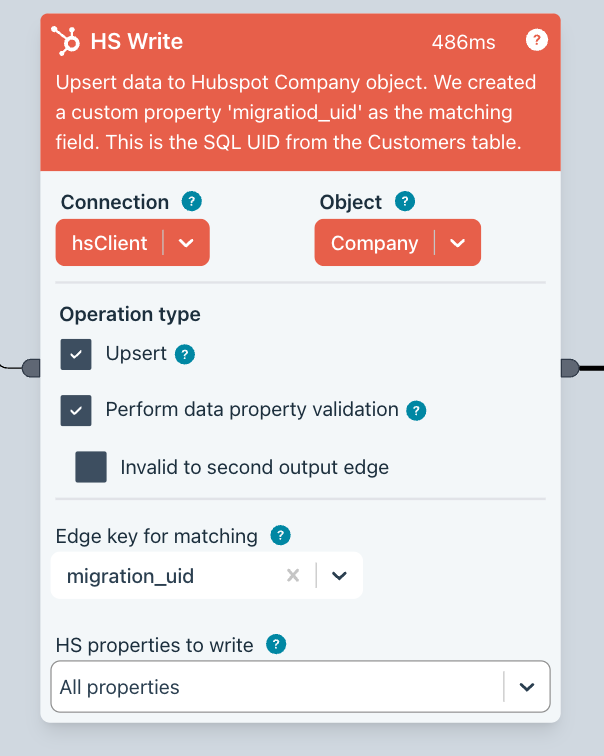 HS Write 486ms ?
Upsert data to Hubspot Company object. We created
a custom property 'migratiod_uid' as the matching
field. This is the SQL UID from the Customers table.
Connection ? Object ?
hsClient Company
Operation type
Upsert ?
Perform data property validation ?
Invalid to second output edge
Edge key for matching ?
migration_uid
HS properties to write ?
All properties